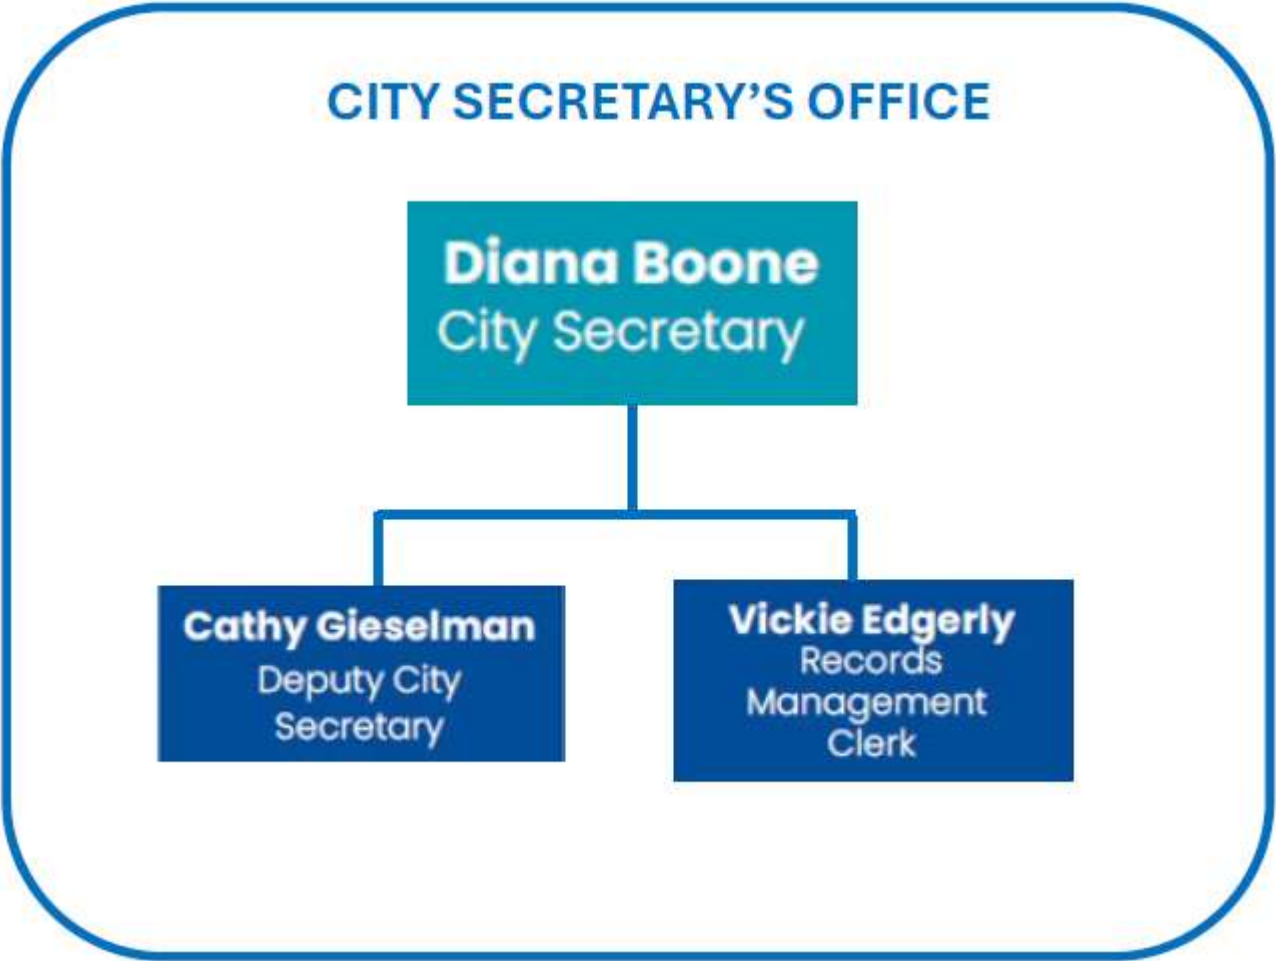 CITY SECRETARY’S OFFICE
Diana Boone
City Secretary
Cathy Gieselman
Deputy City
Secretary
Vickie Edgerly
Records
Management
Clerk